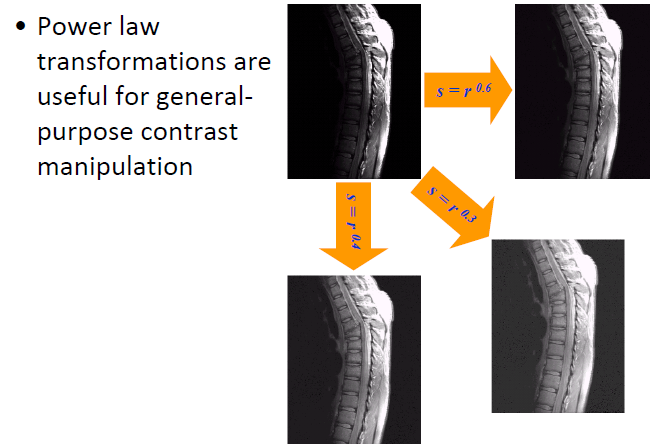 • Power law
transformations are
useful for general-
purpose contrast
manipulation
s = r 0.6
s = r 0.4
s = r 0.3